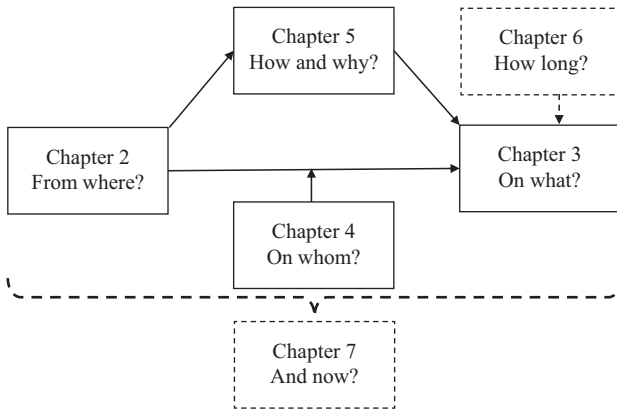 Chapter 5
How and why?
Chapter 6
How long?
Chapter 2
From where?
Chapter 3
On what?
Chapter 4
On whom?
Chapter 7
And now?